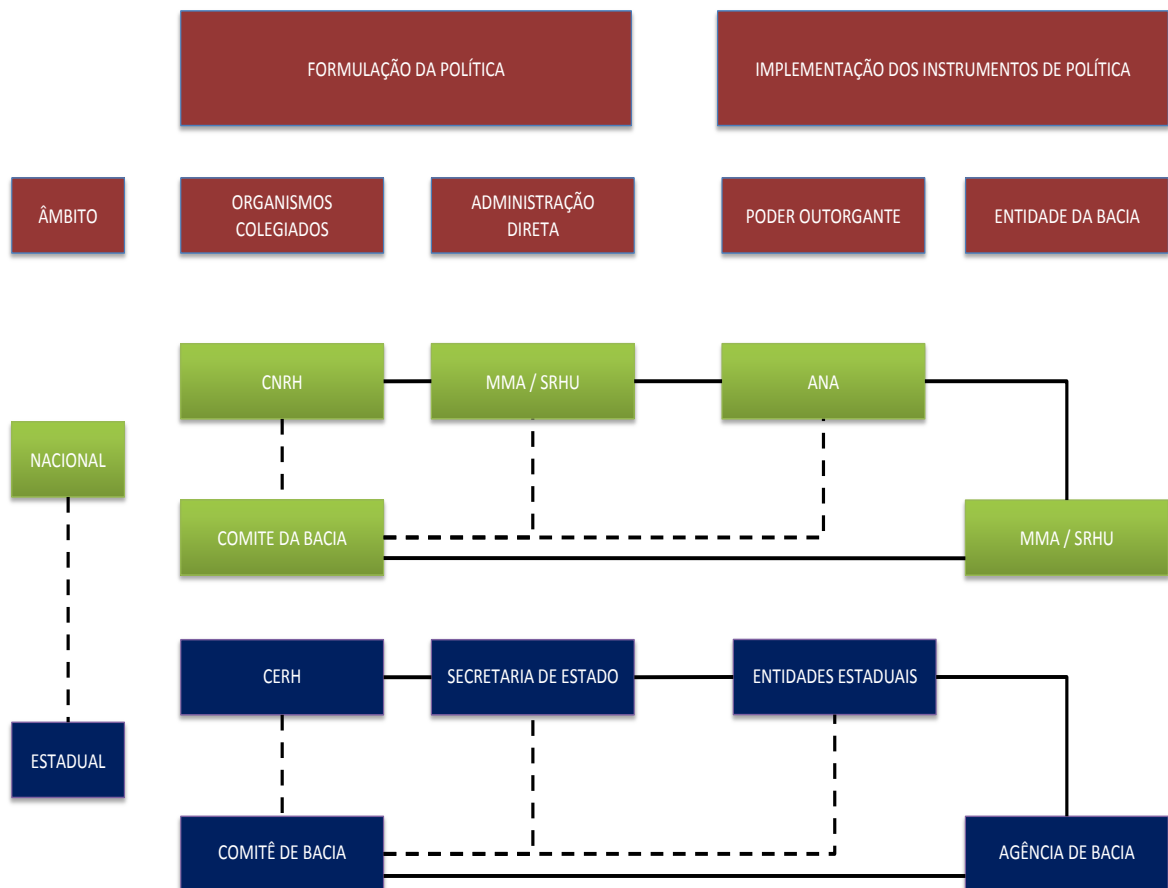 FORMULAÇÃO DA POLÍTICA
IMPLEMENTAÇÃO DOS INSTRUMENTOS DE POLÍTICA
ÂMBITO
ORGANISMOS
COLEGIADOS
ADMINISTRAÇÃO
DIRETA
PODER OUTORGANTE
ENTIDADE DA BACIA
CNRH
MMA / SRHU
ANA
NACIONAL
COMITE DA BACIA
MMA / SRHU
CERH
SECRETARIA DE ESTADO
ENTIDADES ESTADUAIS
ESTADUAL
COMITÊ DE BACIA
AGÊNCIA DE BACIA